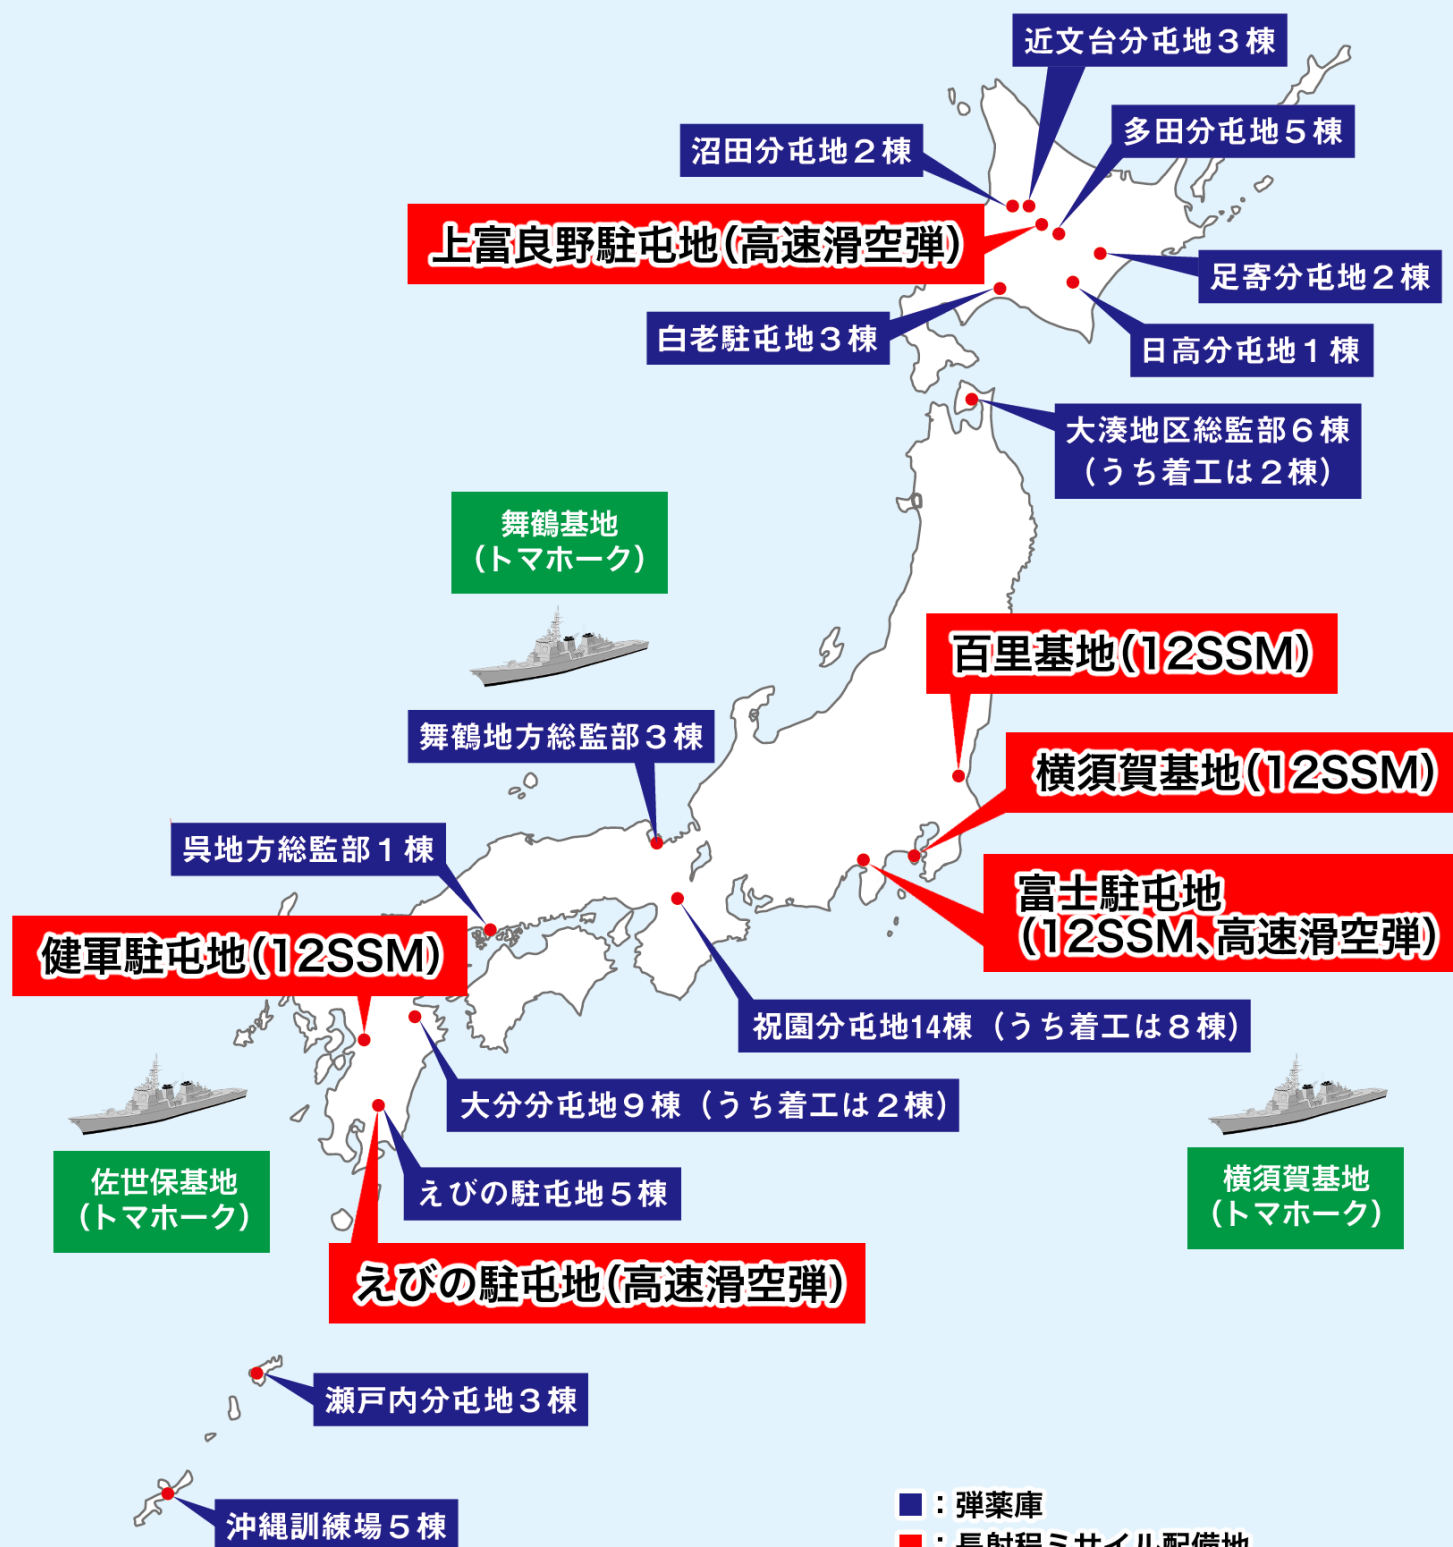 近文台分屯地３棟
多田分屯地５棟
沼田分屯地２棟
上富良野駐屯地(高速滑空弾)
足寄分屯地２棟
白老駐屯地３棟
日高分屯地１棟
大湊地区総監部６棟
（うち着工は２棟）
舞鶴基地
（トマホーク）
百里基地(12SSM)
舞鶴地方総監部３棟
横須賀基地(12SSM)
呉地方総監部１棟
富士駐屯地
(12SSM、高速滑空弾)
健軍駐屯地(12SSM)
祝園分屯地14棟（うち着工は８棟）
大分分屯地９棟（うち着工は２棟）
佐世保基地
（トマホーク）
横須賀基地
（トマホーク）
えびの駐屯地５棟
えびの駐屯地(高速滑空弾)
瀬戸内分屯地３棟
沖縄訓練場５棟
：弾薬庫
：長射程ミサイル配備地